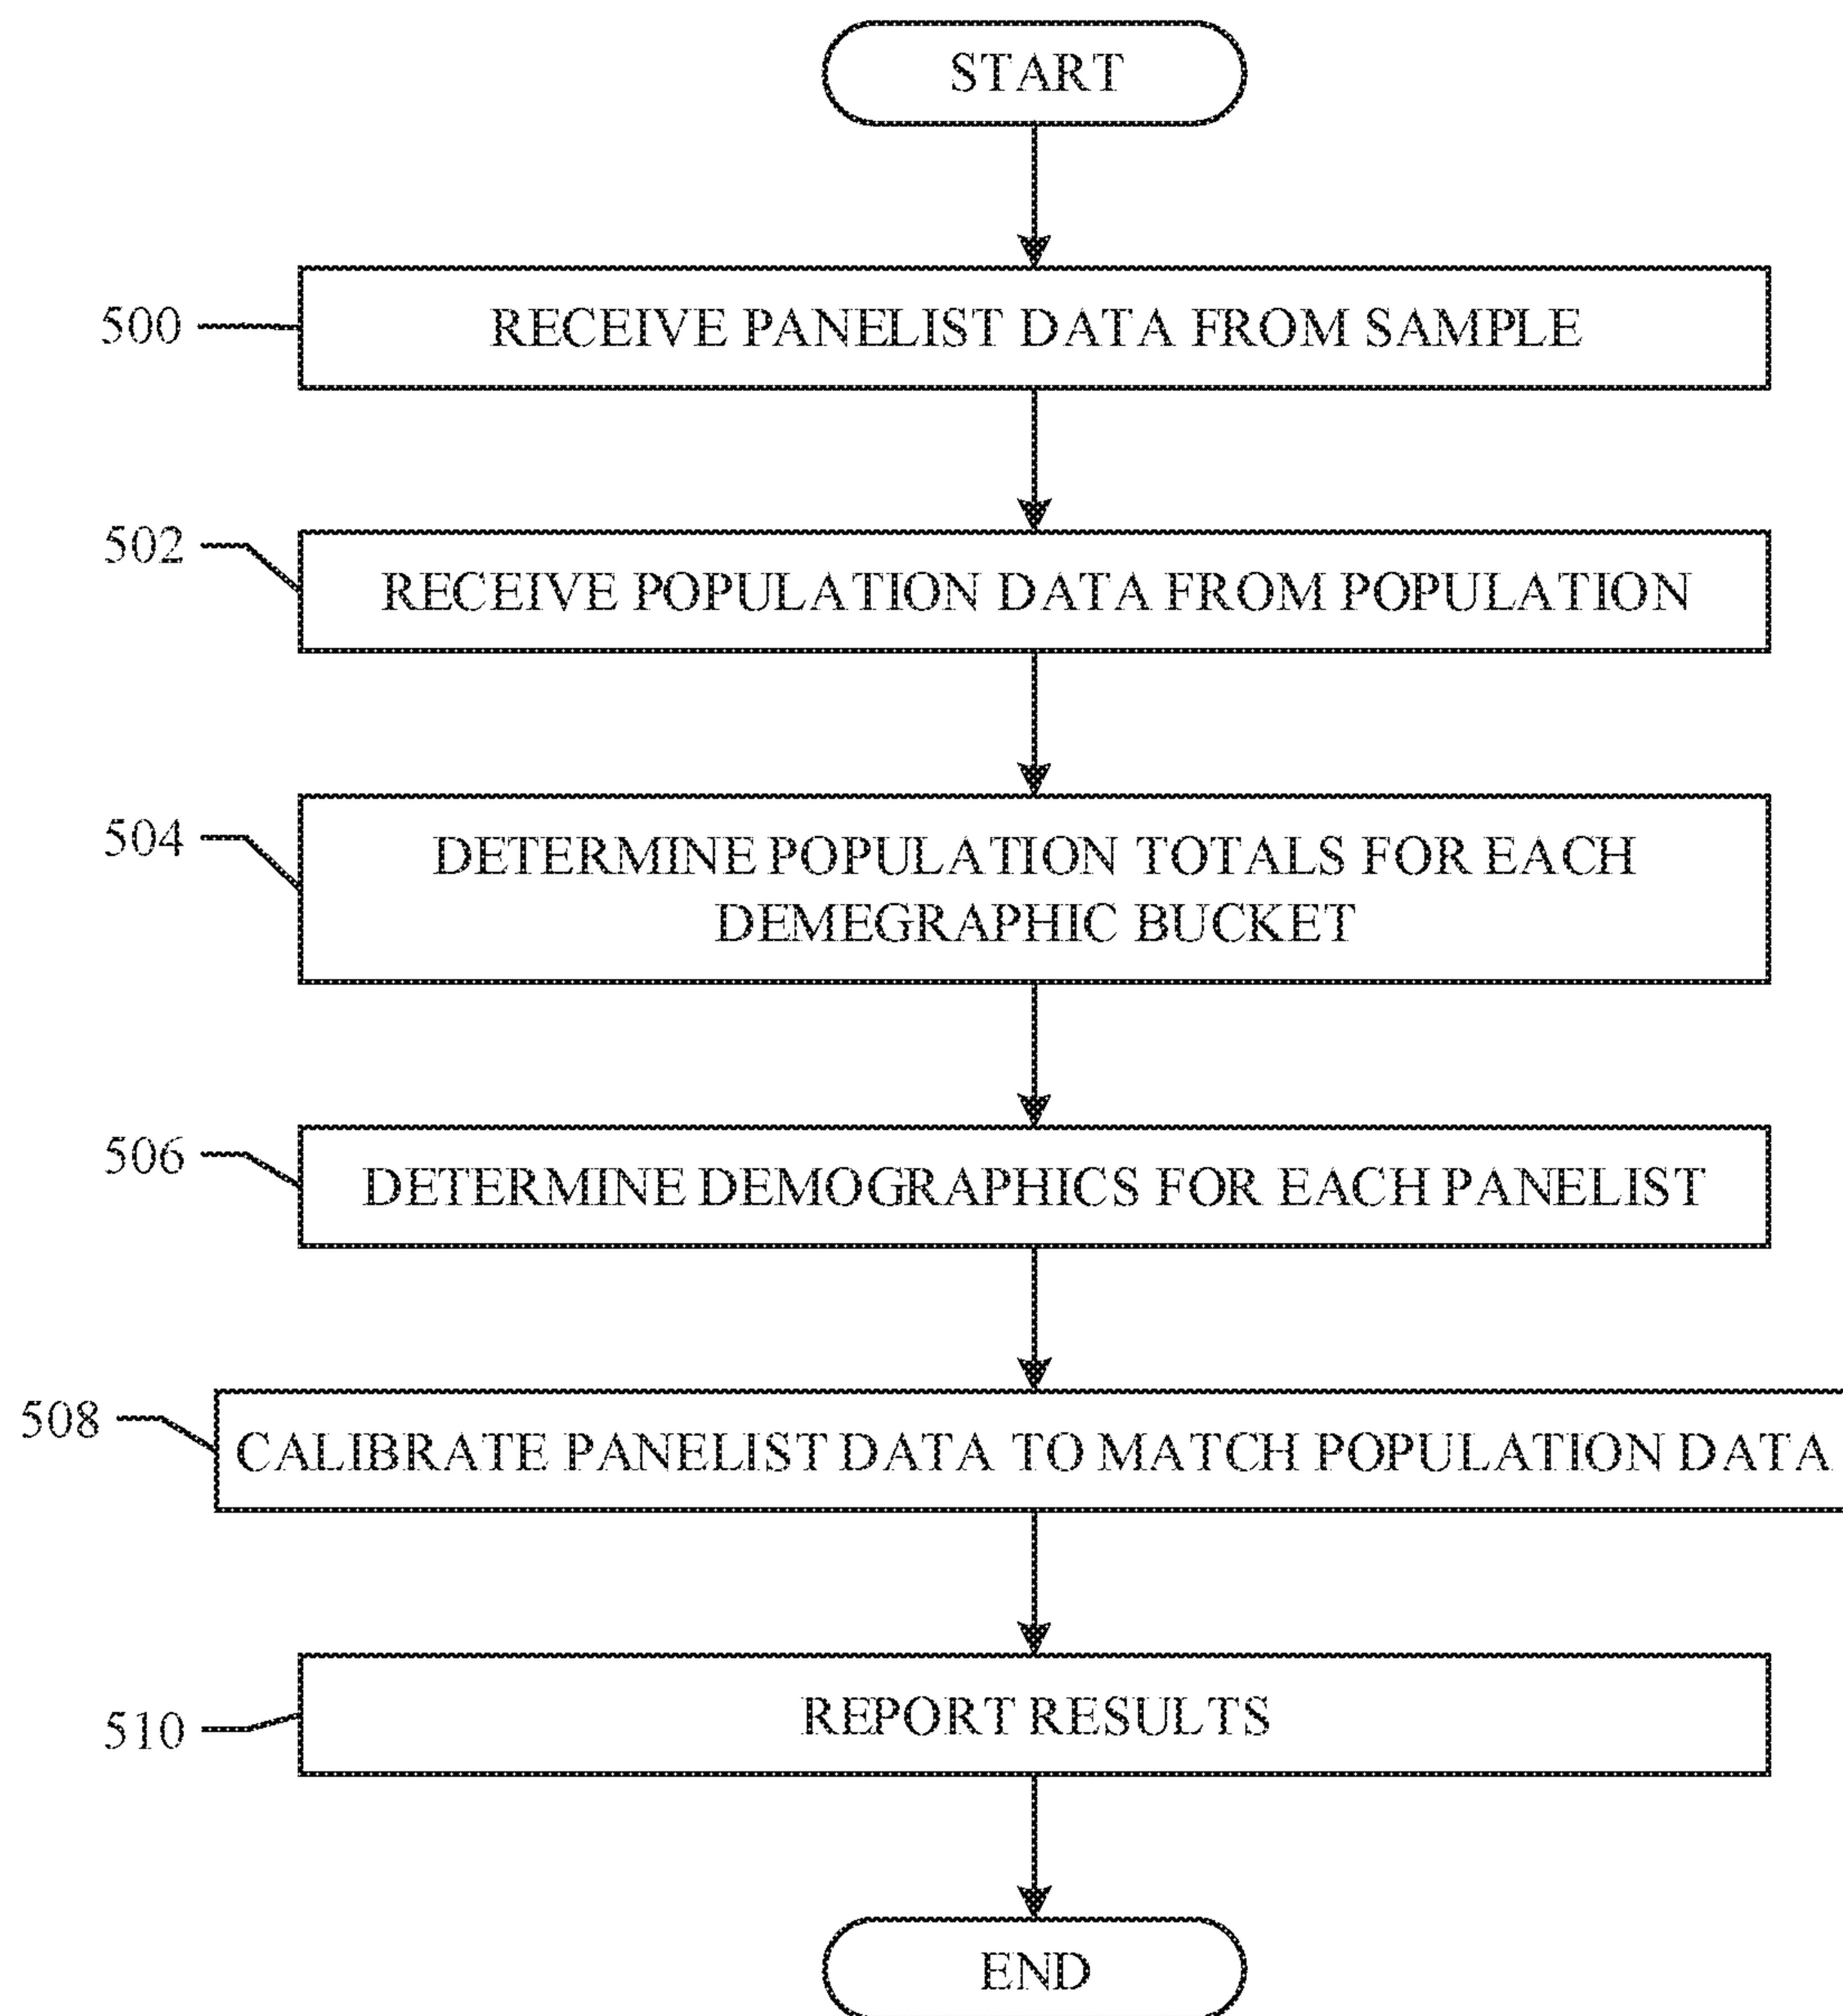 START
500
RECEIVE PANELIST DATA FROM SAMPLE
502
RECEIVE POPULATION DATA FROM POPULATION
504
DETERMINE POPULATION TOTALS FOR EACH
DEMEGRAPHIC BUCKET
506
DETERMINE DEMOGRAPHICS FOR EACH PANELIST
508
CALIBRATE PANELIST DATA TO MATCH POPULATION DATA
510
REPORT RESULTS
END